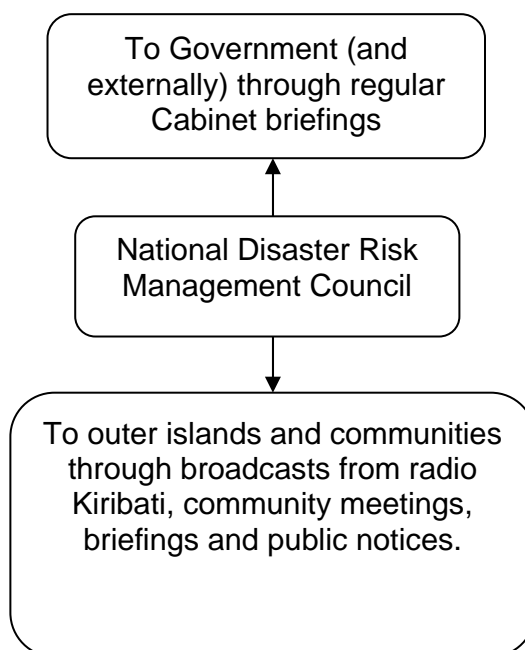 To Government (and
externally) through regular
Cabinet briefings
National Disaster Risk
Management Council
To outer islands and communities
through broadcasts from radio
Kiribati, community meetings,
briefings and public notices.